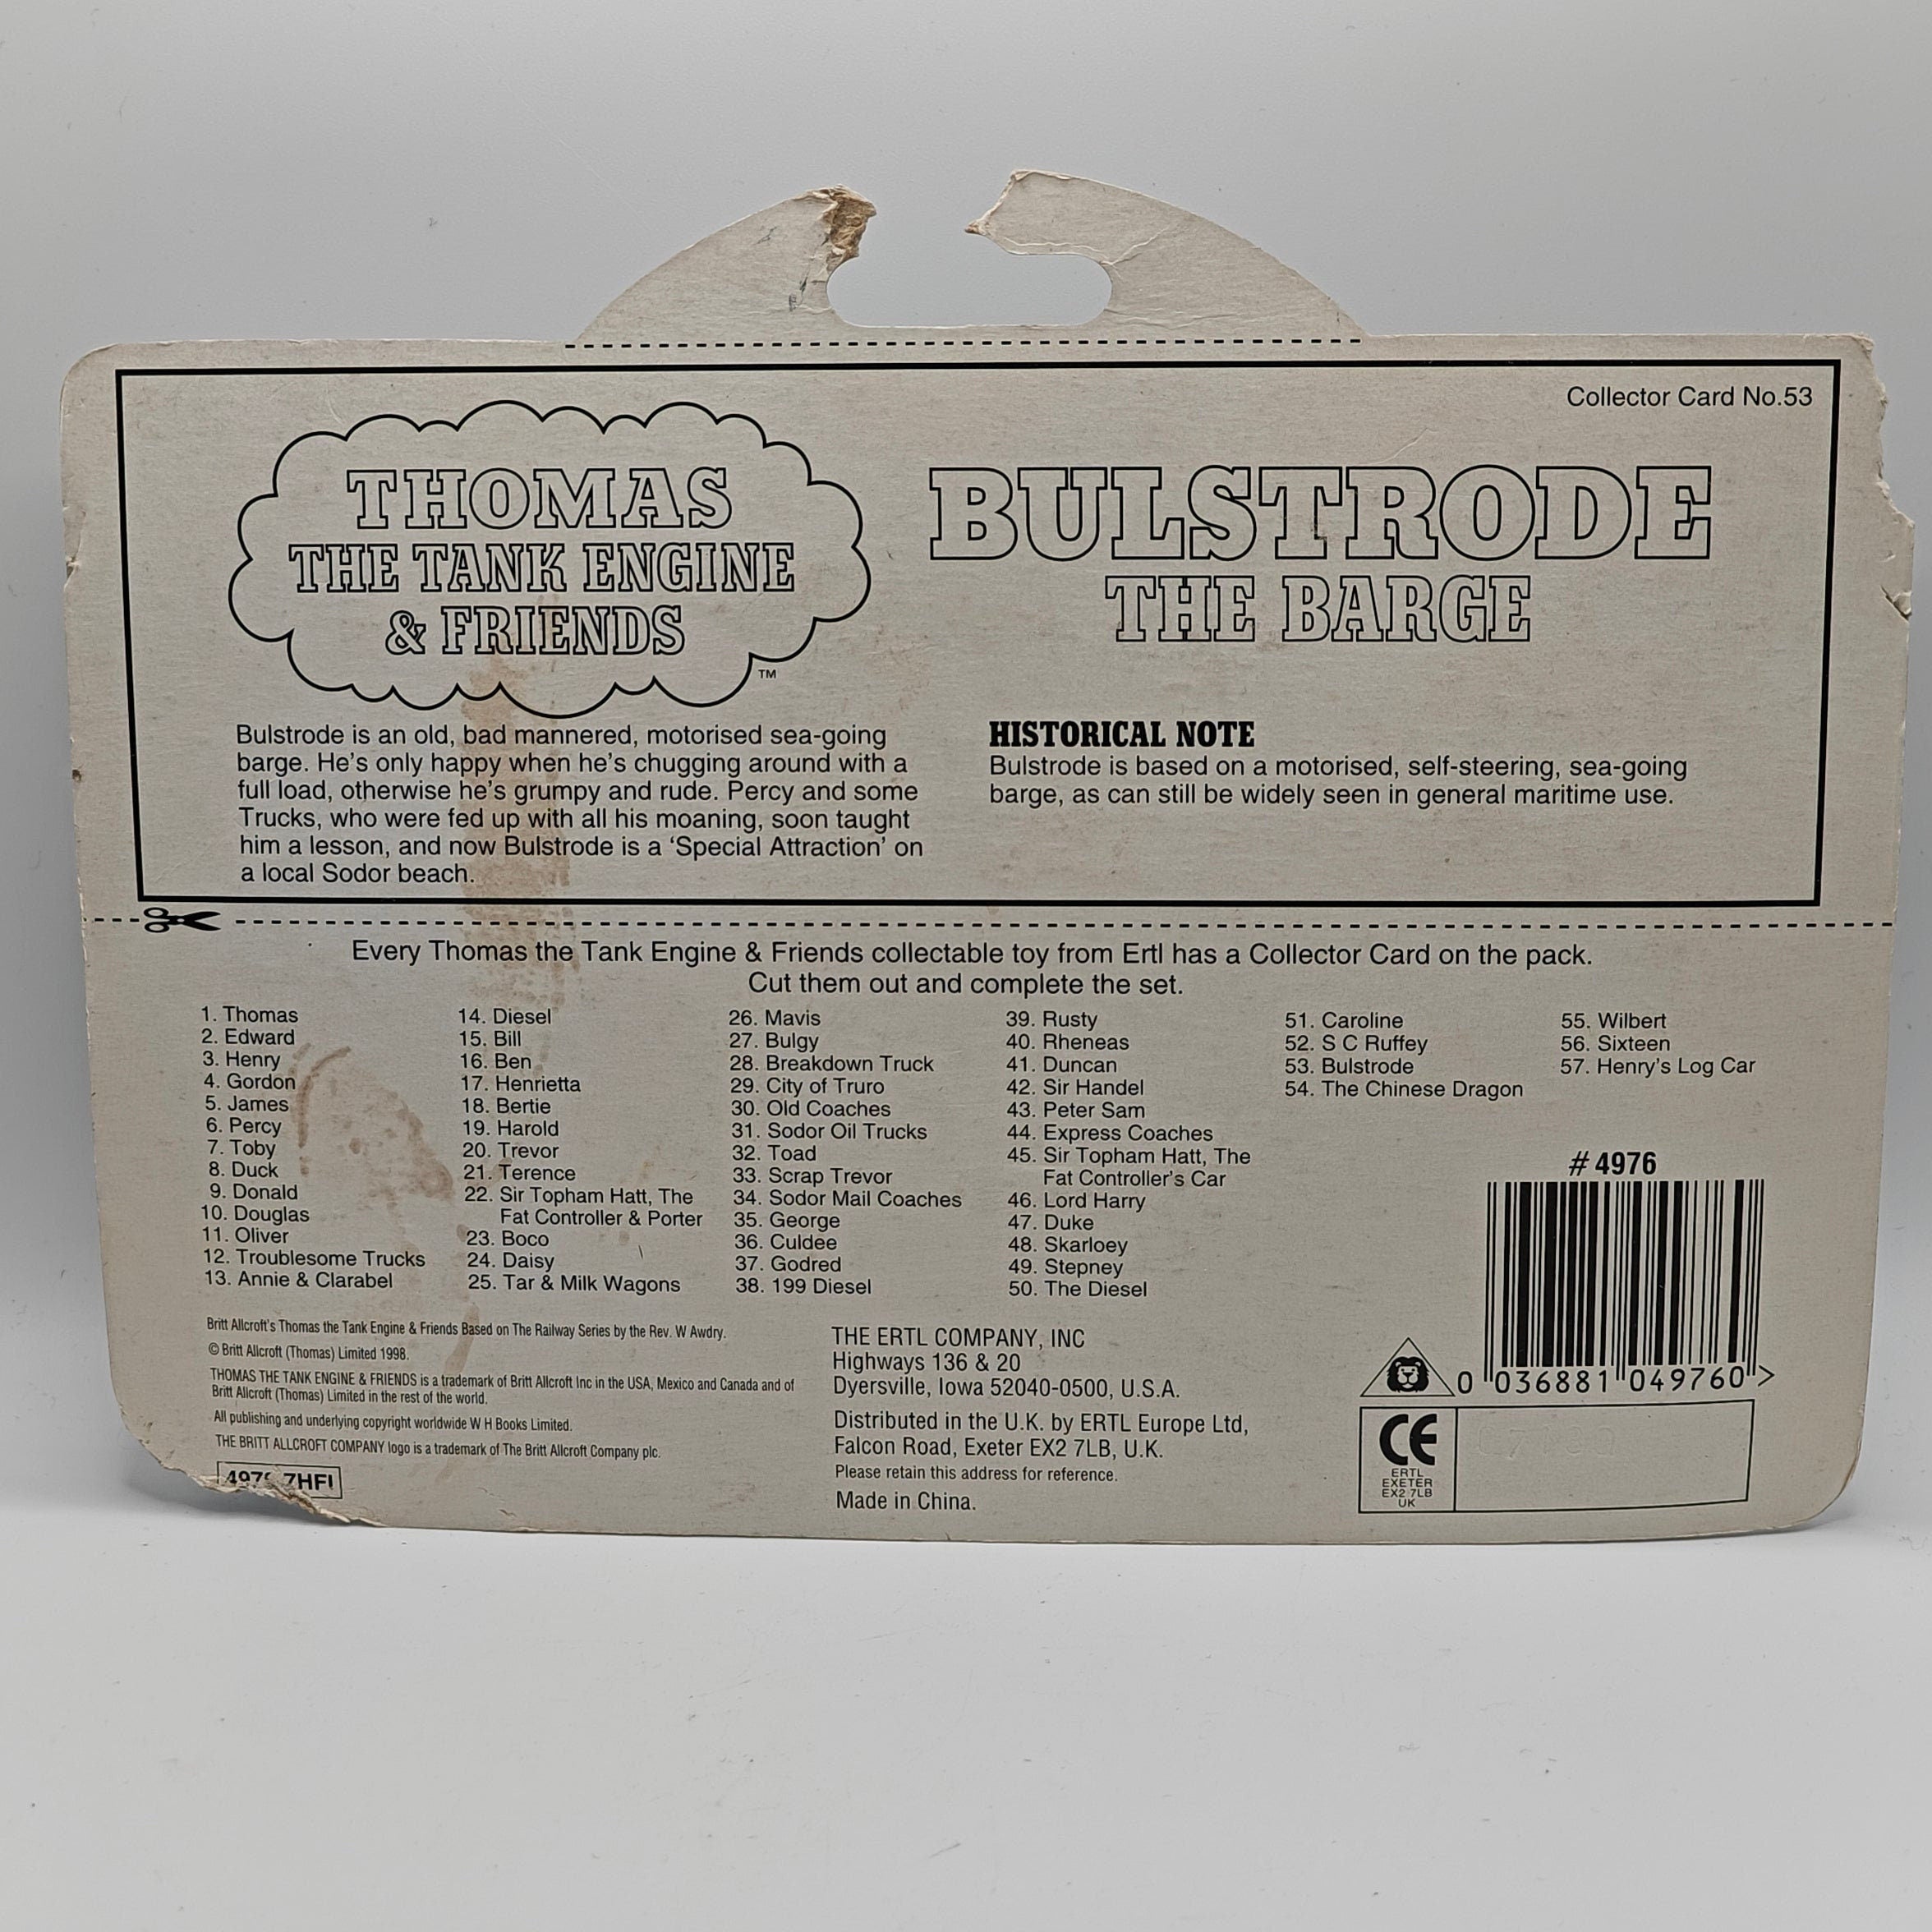 Collector Card No.53
THOMAS
THE TANK ENGINE
& FRIENDS
TM
BULSTRODE
THE BARGE
Bulstrode is an old, bad mannered, motorised sea-going
barge. He's only happy when he's chugging around with a
full load, otherwise he's grumpy and rude. Percy and some
Trucks, who were fed up with all his moaning, soon taught
him a lesson, and now Bulstrode is a ‘Special Attraction’ on
a local Sodor beach.
HISTORICAL NOTE
Bulstrode is based on a motorised, self-steering, sea-going
barge, as can still be widely seen in general maritime use.
Every Thomas the Tank Engine & Friends collectable toy from Ertl has a Collector Card on the pack.
Cut them out and complete the set.
1. Thomas
2. Edward
3. Henry
4. Gordon
5. James
6. Percy
7. Toby
8. Duck
9. Donald
10. Douglas
11. Oliver
12. Troublesome Trucks
13. Annie & Clarabel
14. Diesel
15. Bill
16. Ben
17. Henrietta
18. Bertie
19. Harold
20. Trevor
21. Terence
22. Sir Topham Hatt, The
Fat Controller & Porter
23. Boco
24. Daisy
25. Tar & Milk Wagons
26. Mavis
27. Bulgy
28. Breakdown Truck
29. City of Truro
30. Old Coaches
31. Sodor Oil Trucks
32. Toad
33. Scrap Trevor
34. Sodor Mail Coaches
35. George
36. Culdee
37. Godred
38. 199 Diesel
39. Rusty
40. Rheneas
41. Duncan
42. Sir Handel
43. Peter Sam
44. Express Coaches
45. Sir Topham Hatt, The
Fat Controller's Car
46. Lord Harry
47. Duke
48. Skarloey
49. Stepney
50. The Diesel
51. Caroline
52. S C Ruffey
53. Bulstrode
54. The Chinese Dragon
55. Wilbert
56. Sixteen
57. Henry's Log Car
Britt Allcroft's Thomas the Tank Engine & Friends Based on The Railway Series by the Rev. W Awdry.
© Britt Allcroft (Thomas) Limited 1998.
THOMAS THE TANK ENGINE & FRIENDS is a trademark of Britt Allcroft Inc in the USA, Mexico and Canada and of
Britt Allcroft (Thomas) Limited in the rest of the world.
All publishing and underlying copyright worldwide W H Books Limited.
THE BRITT ALLCROFT COMPANY logo is a trademark of The Britt Allcroft Company plc.
7HFI
THE ERTL COMPANY, INC
Highways 136 & 20
Dyersville, Iowa 52040-0500, U.S.A.
Distributed in the U.K. by ERTL Europe Ltd,
Falcon Road, Exeter EX2 7LB, U.K.
Please retain this address for reference.
Made in China.
# 4976
0 036881 049760 >
CE
ERTL
EXETER
EX2 7LB
UK